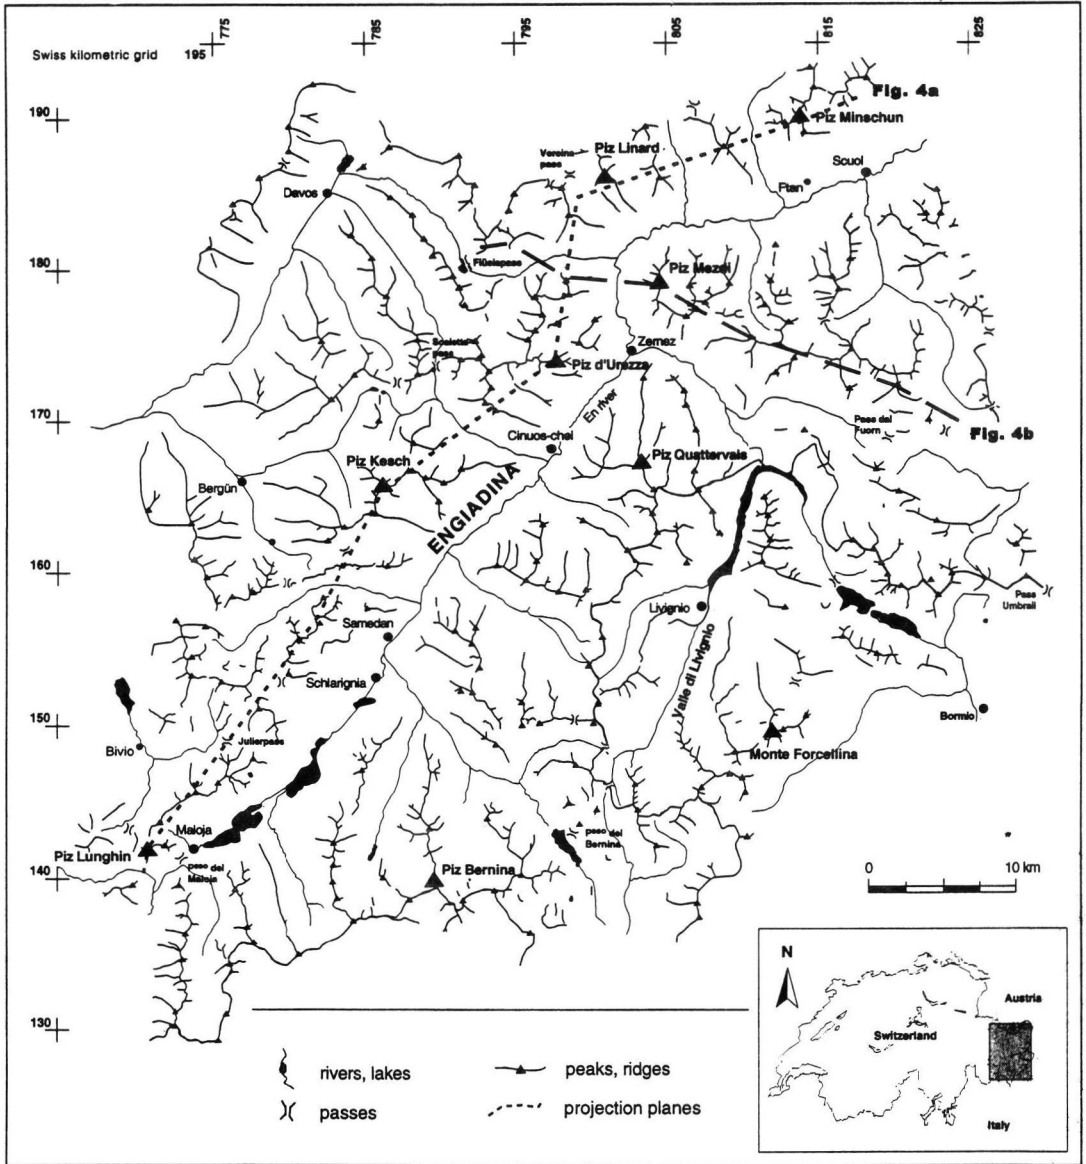 775 785 795 805 815 825
Swiss kilometric grid 195
190
Fig. 4a
Piz Minschun
Piz Linard
Vereina-
pass
Scuol
Ftan
Davos
180
Flüelapass
Piz Mezdi
Scaletta
pass
Zernez
Piz d'Urezza
170
En river
Pass dal
Fuorn
Fig. 4b
Cinuos-chel
Piz Kesch
Piz Quattervals
Bergün
ENGIADINA
160
Livignio
Pass
Umbrail
Samedan
Schlarignia
Valle di Livignio
150
Bormio
Bivio
Julierpass
Monte Forcellina
Maloja
Piz Lunghin
paso del
Maloja
paso del
Bernina
Piz Bernina
140
0 10 km
130
N
Austria
Switzerland
Italy
rivers, lakes
peaks, ridges
passes
projection planes